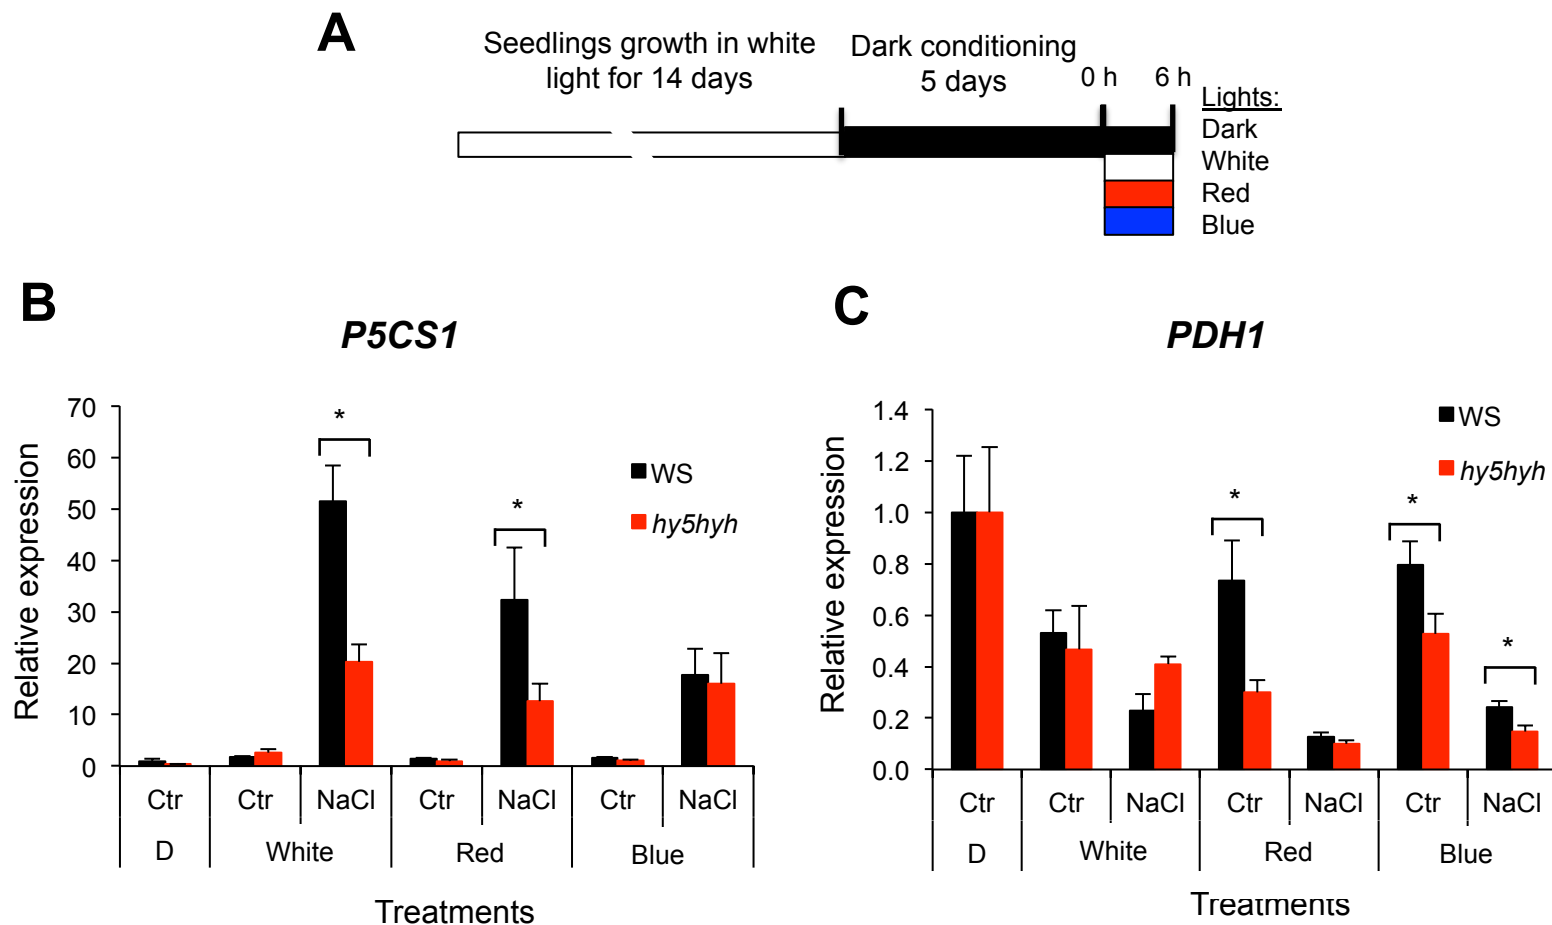 A
Seedlings growth in white
light for 14 days
Dark conditioning
5 days
0 h
6 h
Lights:
Dark
White
Red
Blue
B
P5CS1
Relative expression
70
60
50
40
30
20
10
0
*
*
WS
hy5hyh
Ctr
Ctr
NaCl
Ctr
NaCl
Ctr
NaCl
D
White
Red
Blue
Treatments
C
PDH1
Relative expression
1.4
1.2
1.0
0.8
0.6
0.4
0.2
0.0
*
*
*
WS
hy5hyh
Ctr
Ctr
NaCl
Ctr
NaCl
Ctr
NaCl
D
White
Red
Blue
Treatments